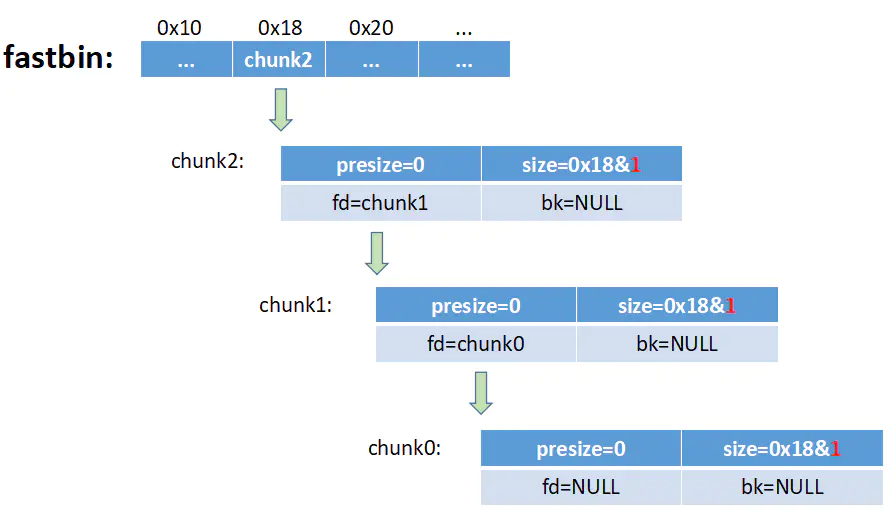 0x10 0x18 0x20 ...
fastbin: ... chunk2 ... ...
chunk2: presize=0 size=0x18&1
fd=chunk1 bk=NULL
chunk1: presize=0 size=0x18&1
fd=chunk0 bk=NULL
chunk0: presize=0 size=0x18&1
fd=NULL bk=NULL